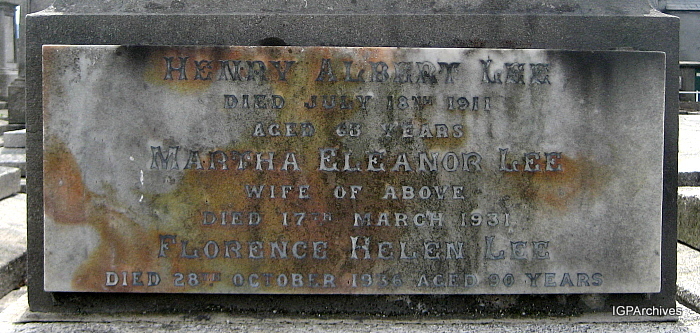 HENRY ALBERT LEE
DIED JULY 18TH 1911
AGED 63 YEARS
MARTHA ELEANOR LEE
WIFE OF ABOVE
DIED 17TH MARCH 1931
FLORENCE HELEN LEE
DIED 28TH OCTOBER AGED 90 YEARS
IGPArchives